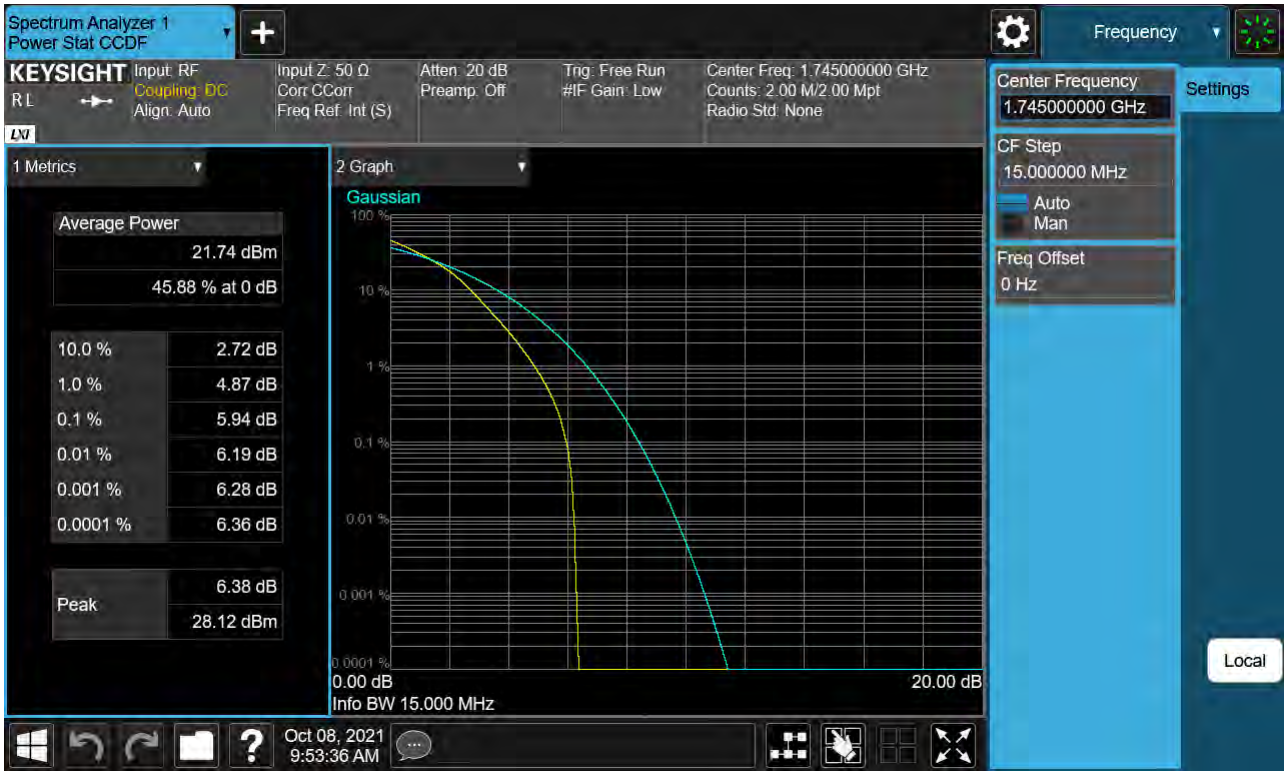 Spectrum Analyzer 1
Power Stat CCDF
Frequency
KEYSIGHT
R L
LXI
Input: RF
Coupling: DC
Align: Auto
Input Z: 50 Ω
Corr CCorr
Freq Ref: Int (S)
Atten: 20 dB
Preamp: Off
Trig: Free Run
#IF Gain: Low
Center Freq: 1.745000000 GHz
Counts: 2.00 M/2.00 Mpt
Radio Std: None
1 Metrics
Average Power
21.74 dBm
45.88 % at 0 dB
10.0 % 2.72 dB
1.0 % 4.87 dB
0.1 % 5.94 dB
0.01 % 6.19 dB
0.001 % 6.28 dB
0.0001 % 6.36 dB
Peak
6.38 dB
28.12 dBm
2 Graph
Gaussian
100 %
10 %
1 %
0.1 %
0.01 %
0.001 %
0.0001 %
0.00 dB 20.00 dB
Info BW 15.000 MHz
Center Frequency
1.745000000 GHz
CF Step
15.000000 MHz
Auto
Man
Freq Offset
0 Hz
Settings
Local
?
Oct 08, 2021
9:53:36 AM